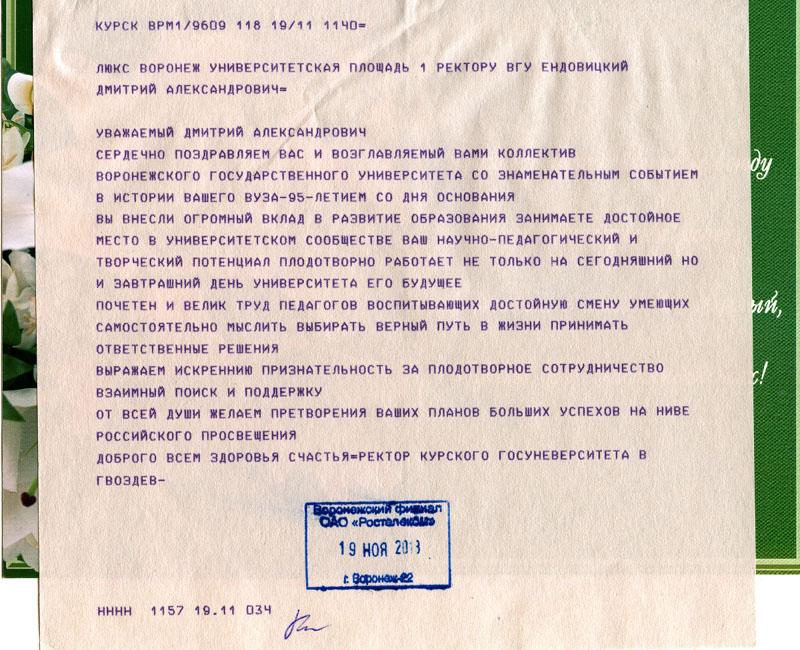 КУРСК ВРМ1/9609 118 19/11 1140=
ЛЮКС ВОРОНЕЖ УНИВЕРСИТЕТСКАЯ ПЛОЩАДЬ 1 РЕКТОРУ ВГУ ЕНДОВИЦКИЙ
ДМИТРИЙ АЛЕКСАНДРОВИЧ=
УВАЖАЕМЫЙ ДМИТРИЙ АЛЕКСАНДРОВИЧ
СЕРДЕЧНО ПОЗДРАВЛЯЕМ ВАС И ВОЗГЛАВЛЯЕМЫЙ ВАМИ КОЛЛЕКТИВ
ВОРОНЕЖСКОГО ГОСУДАРСТВЕННОГО УНИВЕРСИТЕТА СО ЗНАМЕНАТЕЛЬНЫМ СОБЫТИЕМ
В ИСТОРИИ ВАШЕГО ВУЗА-95-ЛЕТИЕМ СО ДНЯ ОСНОВАНИЯ
ВЫ ВНЕСЛИ ОГРОМНЫЙ ВКЛАД В РАЗВИТИЕ ОБРАЗОВАНИЯ ЗАНИМАЕТЕ ДОСТОЙНОЕ
МЕСТО В УНИВЕРСИТЕТСКОМ СООБЩЕСТВЕ ВАШ НАУЧНО-ПЕДАГОГИЧЕСКИЙ И
ТВОРЧЕСКИЙ ПОТЕНЦИАЛ ПЛОДОТВОРНО РАБОТАЕТ НЕ ТОЛЬКО НА СЕГОДНЯШНИЙ НО
И ЗАВТРАШНИЙ ДЕНЬ УНИВЕРСИТЕТА ЕГО БУДУЩЕЕ
ПОЧЕТЕН И ВЕЛИК ТРУД ПЕДАГОГОВ ВОСПИТЫВАЮЩИХ ДОСТОЙНУЮ СМЕНУ УМЕЮЩИХ
САМОСТОЯТЕЛЬНО МЫСЛИТЬ ВЫБИРАТЬ ВЕРНЫЙ ПУТЬ В ЖИЗНИ ПРИНИМАТЬ
ОТВЕТСТВЕННЫЕ РЕШЕНИЯ
ВЫРАЖАЕМ ИСКРЕННИЮ ПРИЗНАТЕЛЬНОСТЬ ЗА ПЛОДОТВОРНОЕ СОТРУДНИЧЕСТВО
ВЗАИМНЫЙ ПОИСК И ПОДДЕРЖКУ
ОТ ВСЕЙ ДУШИ ЖЕЛАЕМ ПРЕТВОРЕНИЯ ВАШИХ ПЛАНОВ БОЛЬШИХ УСПЕХОВ НА НИВЕ
РОССИЙСКОГО ПРОСВЕЩЕНИЯ
ДОБРОГО ВСЕМ ЗДОРОВЬЯ СЧАСТЬЯ=РЕКТОР КУРСКОГО ГОСУНЕВЕРСИТЕТА В
ГВОЗДЕВ-
Воронежский филиал
ОАО «Ростелеком»
19 НОЯ 2013
г. Воронеж-22
НННН 1157 19.11 034